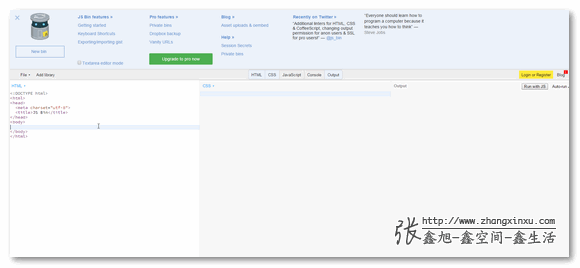 JS Bin features »
Getting started
Keyboard Shortcuts
Exporting/importing gist
New bin
Textarea editor mode
Pro features »
Private bins
Dropbox backup
Vanity URLs
Upgrade to pro now
Blog »
Asset uploads & sentinels
Help »
Session Secrets
Private bins
Recently on Twitter »
"Additional linters for HTML, CSS & CoffeeScript, changing output permission for anon users & SSL for pro users!" — @js_bin
"Everyone should learn how to program a computer because it teaches you how to think" — Steve Jobs
File Add library
HTML CSS JavaScript Console Output
Login or Register Blog
HTML
CSS
Output
Run with JS
<!DOCTYPE html>
<html>
<head>
<meta charset="utf-8">
<title>JS Bin</title>
</head>
<body>
</body>
</html>
http://www.zhangxinxu.com
张鑫旭-鑫空间-鑫生活